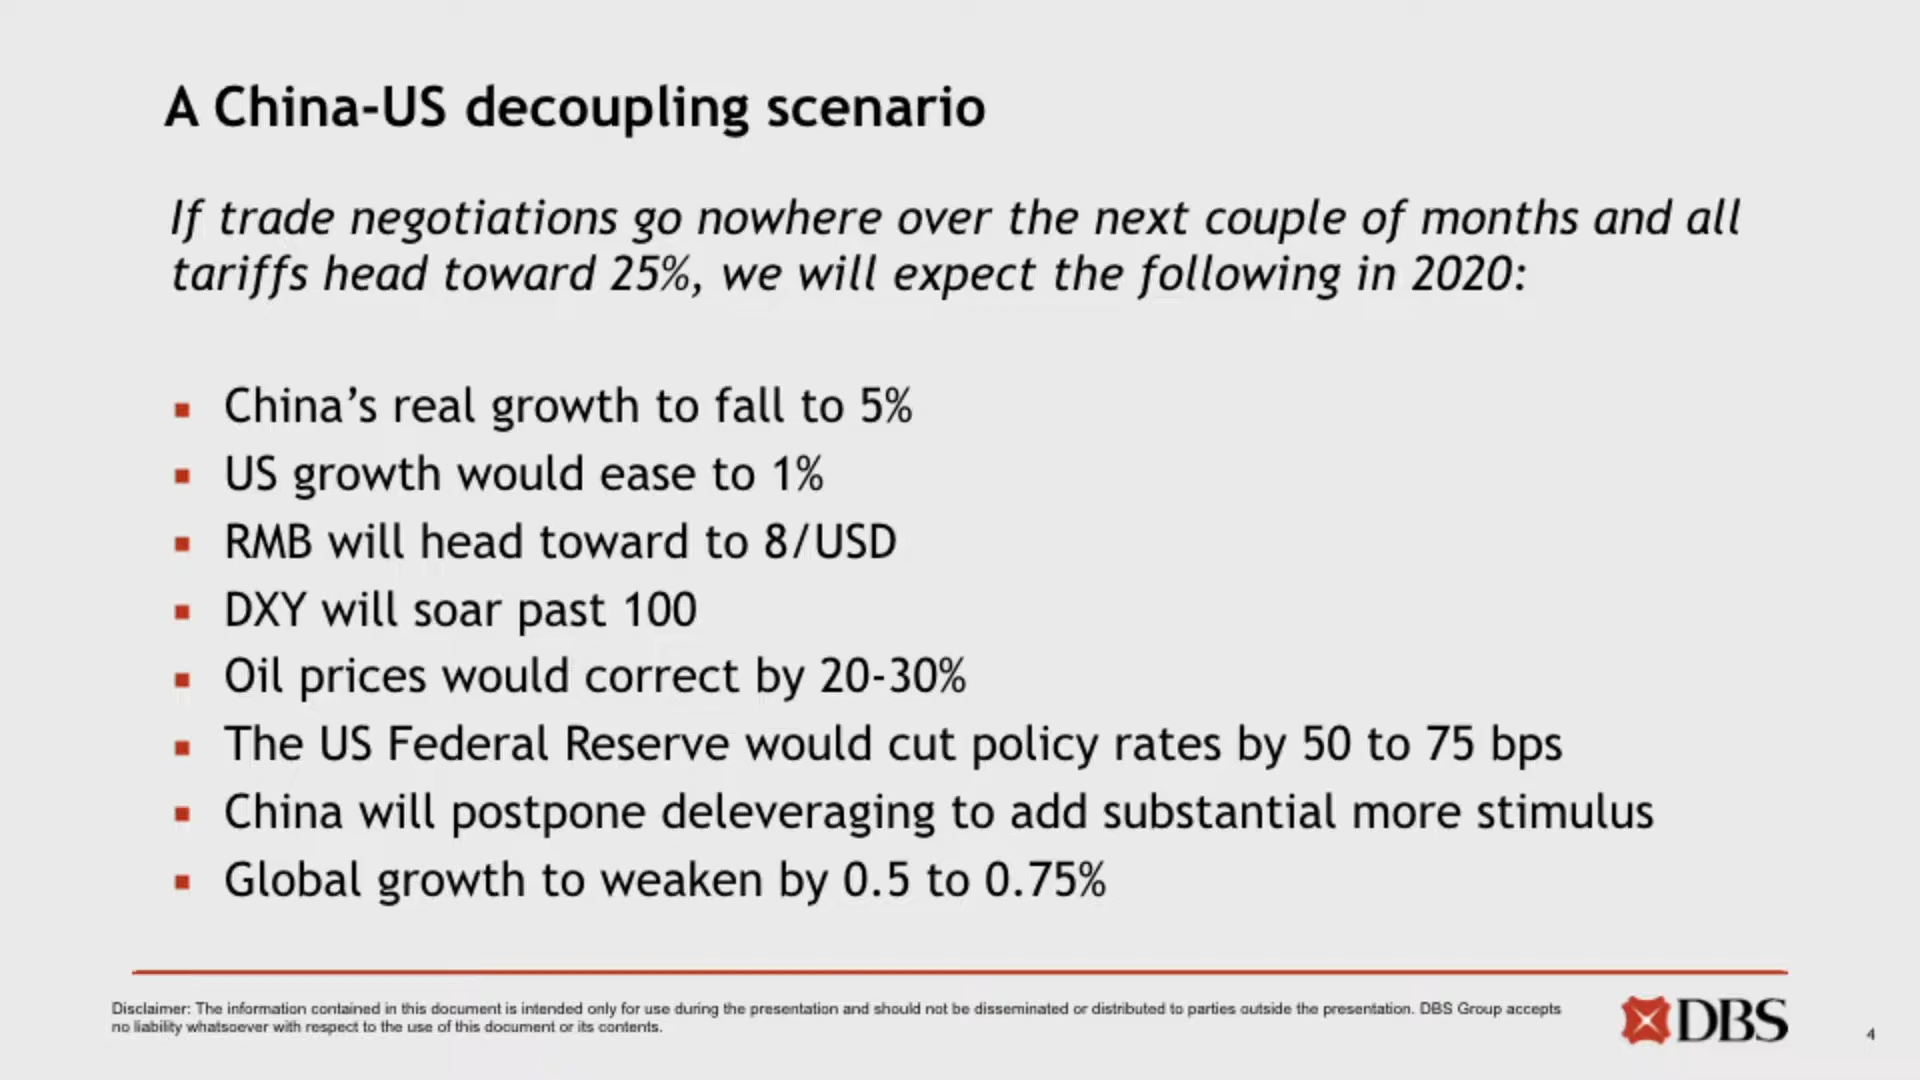 A China-US decoupling scenario
If trade negotiations go nowhere over the next couple of months and all
tariffs head toward 25%, we will expect the following in 2020:
▪ China’s real growth to fall to 5%
▪ US growth would ease to 1%
▪ RMB will head toward to 8/USD
▪ DXY will soar past 100
▪ Oil prices would correct by 20-30%
▪ The US Federal Reserve would cut policy rates by 50 to 75 bps
▪ China will postpone deleveraging to add substantial more stimulus
▪ Global growth to weaken by 0.5 to 0.75%
Disclaimer: The information contained in this document is intended only for use during the presentation and should not be disseminated or distributed to parties outside the presentation. DBS Group accepts
no liability whatsoever with respect to the use of this document or its contents.
DBS
4